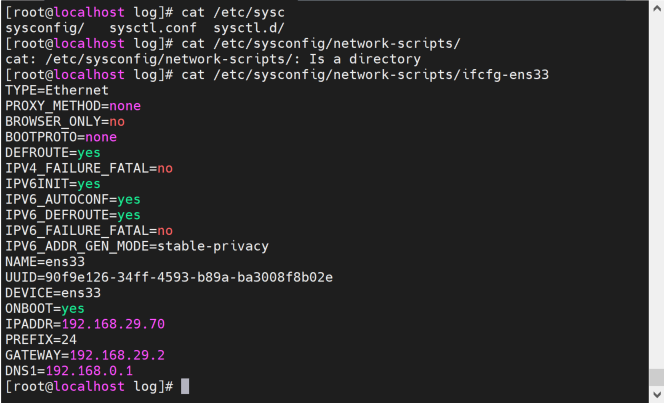 [root@localhost log]# cat /etc/sysc
sysconfig/   sysctl.conf  sysctl.d/
[root@localhost log]# cat /etc/sysconfig/network-scripts/
cat: /etc/sysconfig/network-scripts/: Is a directory
[root@localhost log]# cat /etc/sysconfig/network-scripts/ifcfg-ens33
TYPE=Ethernet
PROXY_METHOD=none
BROWSER_ONLY=no
BOOTPROTO=none
DEFROUTE=yes
IPV4_FAILURE_FATAL=no
IPV6INIT=yes
IPV6_AUTOCONF=yes
IPV6_DEFROUTE=yes
IPV6_FAILURE_FATAL=no
IPV6_ADDR_GEN_MODE=stable-privacy
NAME=ens33
UUID=90f9e126-34ff-4593-b89a-ba3008f8b02e
DEVICE=ens33
ONBOOT=yes
IPADDR=192.168.29.70
PREFIX=24
GATEWAY=192.168.29.2
DNS1=192.168.0.1
[root@localhost log]#